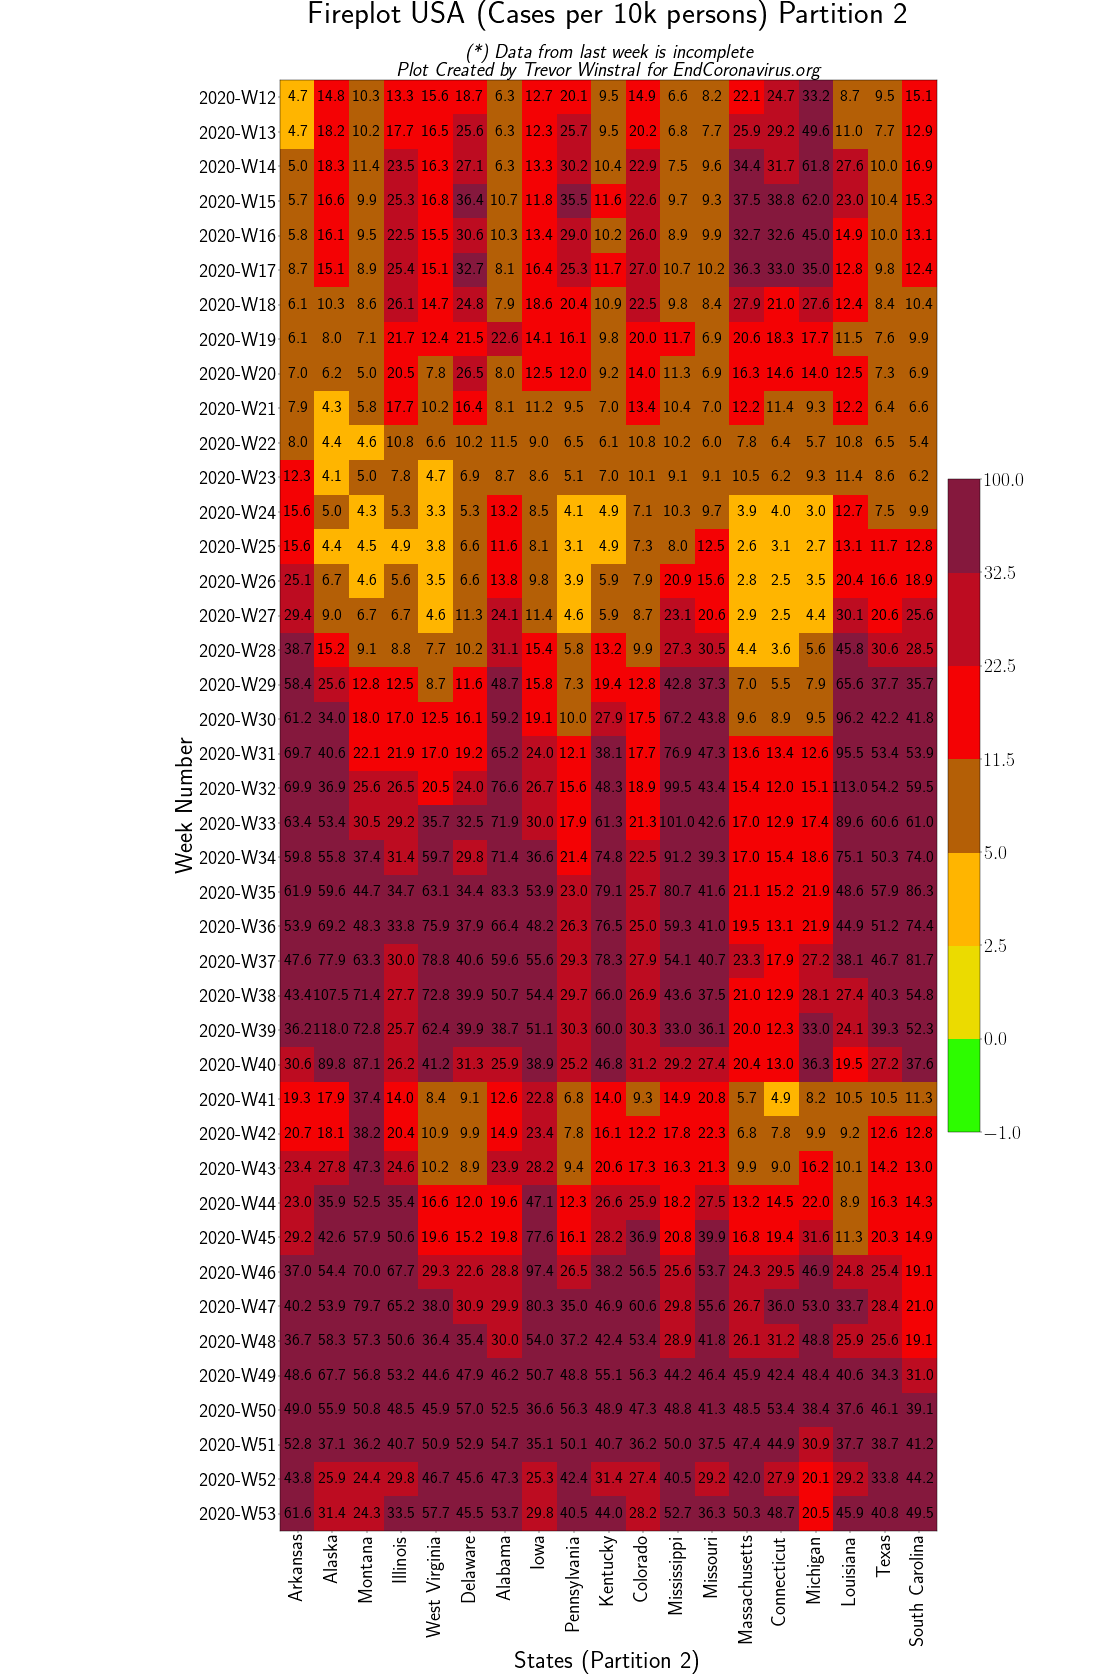 Fireplot USA (Cases per 10k persons) Partition 2
(*) Data from last week is incomplete
Plot Created by Trevor Winstral for EndCoronavirus.org
2020-W12 4.7 14.8 10.3 13.3 15.6 18.7 6.3 12.7 20.1 9.5 14.9 6.6 8.2 22.1 24.7 33.2 8.7 9.5 15.1
2020-W13 4.7 18.2 10.2 17.7 16.5 25.6 6.3 12.3 25.7 9.5 20.2 6.8 7.7 25.9 29.2 49.6 11.0 7.7 12.9
2020-W14 5.0 18.3 11.4 23.5 16.3 27.1 6.3 13.3 30.2 10.4 22.9 7.5 9.6 34.4 31.7 61.8 27.6 10.0 16.9
2020-W15 5.7 16.6 9.9 25.3 16.8 36.4 10.7 11.8 35.5 11.6 22.6 9.7 9.3 37.5 38.8 62.0 23.0 10.4 15.3
2020-W16 5.8 16.1 9.5 22.5 15.5 30.6 10.3 13.4 29.0 10.2 26.0 8.9 9.9 32.7 32.6 45.0 14.9 10.0 13.1
2020-W17 8.7 15.1 8.9 25.4 15.1 32.7 8.1 16.4 25.3 11.7 27.0 10.7 10.2 36.3 33.0 35.0 12.8 9.8 12.4
2020-W18 6.1 10.3 8.6 26.1 14.7 24.8 7.9 18.6 20.4 10.9 22.5 9.8 8.4 27.9 21.0 27.6 12.4 8.4 10.4
2020-W19 6.1 8.0 7.1 21.7 12.4 21.5 22.6 14.1 16.1 9.8 20.0 11.7 6.9 20.6 18.3 17.7 11.5 7.6 9.9
2020-W20 7.0 6.2 5.0 20.5 7.8 26.5 8.0 12.5 12.0 9.2 14.0 11.3 6.9 16.3 14.6 14.0 12.5 7.3 6.9
2020-W21 7.9 4.3 5.8 17.7 10.2 16.4 8.1 11.2 9.5 7.0 13.4 10.4 7.0 12.2 11.4 9.3 12.2 6.4 6.6
2020-W22 8.0 4.4 4.6 10.8 6.6 10.2 11.5 9.0 6.5 6.1 10.8 10.2 6.0 7.8 6.4 5.7 10.8 6.5 5.4
2020-W23 12.3 4.1 5.0 7.8 4.7 6.9 8.7 8.6 5.1 7.0 10.1 9.1 9.1 10.5 6.2 9.3 11.4 8.6 6.2
2020-W24 15.6 5.0 4.3 5.3 3.3 5.3 13.2 8.5 4.1 4.9 7.1 10.3 9.7 3.9 4.0 3.0 12.7 7.5 9.9
2020-W25 15.6 4.4 4.5 4.9 3.8 6.6 11.6 8.1 3.1 4.9 7.3 8.0 12.5 2.6 3.1 2.7 13.1 11.7 12.8
2020-W26 25.1 6.7 4.6 5.6 3.5 6.6 13.8 9.8 3.9 5.9 7.9 20.9 15.6 2.8 2.5 3.5 20.4 16.6 18.9
2020-W27 29.4 9.0 6.7 6.7 4.6 11.3 24.1 11.4 4.6 5.9 8.7 23.1 20.6 2.9 2.5 4.4 30.1 20.6 25.6
2020-W28 38.7 15.2 9.1 8.8 7.7 10.2 31.1 15.4 5.8 13.2 9.9 27.3 30.5 4.4 3.6 5.6 45.8 30.6 28.5
2020-W29 58.4 25.6 12.8 12.5 8.7 11.6 48.7 15.8 7.3 19.4 12.8 42.8 37.3 7.0 5.5 7.9 65.6 37.7 35.7
2020-W30 61.2 34.0 18.0 17.0 12.5 16.1 59.2 19.1 10.0 27.9 17.5 67.2 43.8 9.6 8.9 9.5 96.2 42.2 41.8
2020-W31 69.7 40.6 22.1 21.9 17.0 19.2 65.2 24.0 12.1 38.1 17.7 76.9 47.3 13.6 13.4 12.6 95.5 53.4 53.9
2020-W32 69.9 36.9 25.6 26.5 20.5 24.0 76.6 26.7 15.6 48.3 18.9 99.5 43.4 15.4 12.0 15.1 113.0 54.2 59.5
2020-W33 63.4 53.4 30.5 29.2 35.7 32.5 71.9 30.0 17.9 61.3 21.3 101.0 42.6 17.0 12.9 17.4 89.6 60.6 61.0
2020-W34 59.8 55.8 37.4 31.4 59.7 29.8 71.4 36.6 21.4 74.8 22.5 91.2 39.3 17.0 15.4 18.6 75.1 50.3 74.0
2020-W35 61.9 59.6 44.7 34.7 63.1 34.4 83.3 53.9 23.0 79.1 25.7 80.7 41.6 21.1 15.2 21.9 48.6 57.9 86.3
2020-W36 53.9 69.2 48.3 33.8 75.9 37.9 66.4 48.2 26.3 76.5 25.0 59.3 41.0 19.5 13.1 21.9 44.9 51.2 74.4
2020-W37 47.6 77.9 63.3 30.0 78.8 40.6 59.6 55.6 29.3 78.3 27.9 54.1 40.7 23.3 17.9 27.2 38.1 46.7 81.7
2020-W38 43.4 107.5 71.4 27.7 72.8 39.9 50.7 54.4 29.7 66.0 26.9 43.6 37.5 21.0 12.9 28.1 27.4 40.3 54.8
2020-W39 36.2 118.0 72.8 25.7 62.4 39.9 38.7 51.1 30.3 60.0 30.3 33.0 36.1 20.0 12.3 33.0 24.1 39.3 52.3
2020-W40 30.6 89.8 87.1 26.2 41.2 31.3 25.9 38.9 25.2 46.8 31.2 29.2 27.4 20.4 13.0 36.3 19.5 27.2 37.6
2020-W41 19.3 17.9 37.4 14.0 8.4 9.1 12.6 22.8 6.8 14.0 9.3 14.9 20.8 5.7 4.9 8.2 10.5 10.5 11.3
2020-W42 20.7 18.1 38.2 20.4 10.9 9.9 14.9 23.4 7.8 16.1 12.2 17.8 22.3 6.8 7.8 9.9 9.2 12.6 12.8
2020-W43 23.4 27.8 47.3 24.6 10.2 8.9 23.9 28.2 9.4 20.6 17.3 16.3 21.3 9.9 9.0 16.2 10.1 14.2 13.0
2020-W44 23.0 35.9 52.5 35.4 16.6 12.0 19.6 47.1 12.3 26.6 25.9 18.2 27.5 13.2 14.5 22.0 8.9 16.3 14.3
2020-W45 29.2 42.6 57.9 50.6 19.6 15.2 19.8 77.6 16.1 28.2 36.9 20.8 39.9 16.8 19.4 31.6 11.3 20.3 14.9
2020-W46 37.0 54.4 70.0 67.7 29.3 22.6 28.8 97.4 26.5 38.2 56.5 25.6 53.7 24.3 29.5 46.9 24.8 25.4 19.1
2020-W47 40.2 53.9 79.7 65.2 38.0 30.9 29.9 80.3 35.0 46.9 60.6 29.8 55.6 26.7 36.0 53.0 33.7 28.4 21.0
2020-W48 36.7 58.3 57.3 50.6 36.4 35.4 30.0 54.0 37.2 42.4 53.4 28.9 41.8 26.1 31.2 48.8 25.9 25.6 19.1
2020-W49 48.6 67.7 56.8 53.2 44.6 47.9 46.2 50.7 48.8 55.1 56.3 44.2 46.4 45.9 42.4 48.4 40.6 34.3 31.0
2020-W50 49.0 55.9 50.8 48.5 45.9 57.0 52.5 36.6 56.3 48.9 47.3 48.8 41.3 48.5 53.4 38.4 37.6 46.1 39.1
2020-W51 52.8 37.1 36.2 40.7 50.9 52.9 54.7 35.1 50.1 40.7 36.2 50.0 37.5 47.4 44.9 30.9 37.7 38.7 41.2
2020-W52 43.8 25.9 24.4 29.8 46.7 45.6 47.3 25.3 42.4 31.4 27.4 40.5 29.2 42.0 27.9 20.1 29.2 33.8 44.2
2020-W53 61.6 31.4 24.3 33.5 57.7 45.5 53.7 29.8 40.5 44.0 28.2 52.7 36.3 50.3 48.7 20.5 45.9 40.8 49.5
Week Number
Arkansas Alaska Montana Illinois West Virginia Delaware Alabama Iowa Pennsylvania Kentucky Colorado Mississippi Missouri Massachusetts Connecticut Michigan Louisiana Texas South Carolina
States (Partition 2)
100.0
32.5
22.5
11.5
5.0
2.5
0.0
−1.0